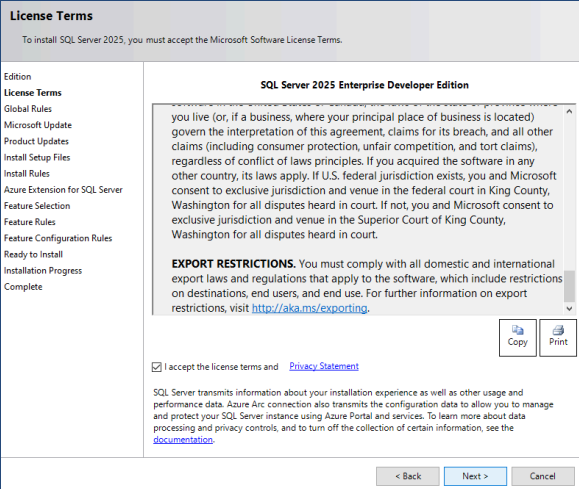 License Terms
To install SQL Server 2025, you must accept the Microsoft Software License Terms.
Edition
License Terms
Global Rules
Microsoft Update
Product Updates
Install Setup Files
Install Rules
Azure Extension for SQL Server
Feature Selection
Feature Rules
Feature Configuration Rules
Ready to Install
Installation Progress
Complete
SQL Server 2025 Enterprise Developer Edition
you live (or, if a business, where your principal place of business is located)
govern the interpretation of this agreement, claims for its breach, and all other
claims (including consumer protection, unfair competition, and tort claims),
regardless of conflict of laws principles. If you acquired the software in any
other country, its laws apply. If U.S. federal jurisdiction exists, you and Microsoft
consent to exclusive jurisdiction and venue in the federal court in King County,
Washington for all disputes heard in court. If not, you and Microsoft consent to
exclusive jurisdiction and venue in the Superior Court of King County,
Washington for all disputes heard in court.
EXPORT RESTRICTIONS. You must comply with all domestic and international
export laws and regulations that apply to the software, which include restrictions
on destinations, end users, and end use. For further information on export
restrictions, visit http://aka.ms/exporting.
Copy
Print
I accept the license terms and Privacy Statement
SQL Server transmits information about your installation experience as well as other usage and
performance data. Azure Arc connection also transmits the configuration data to allow you to manage
and protect your SQL Server instance using Azure Portal and services. To learn more about data
processing and privacy controls, and to turn off the collection of certain information, see the
documentation.
< Back
Next >
Cancel